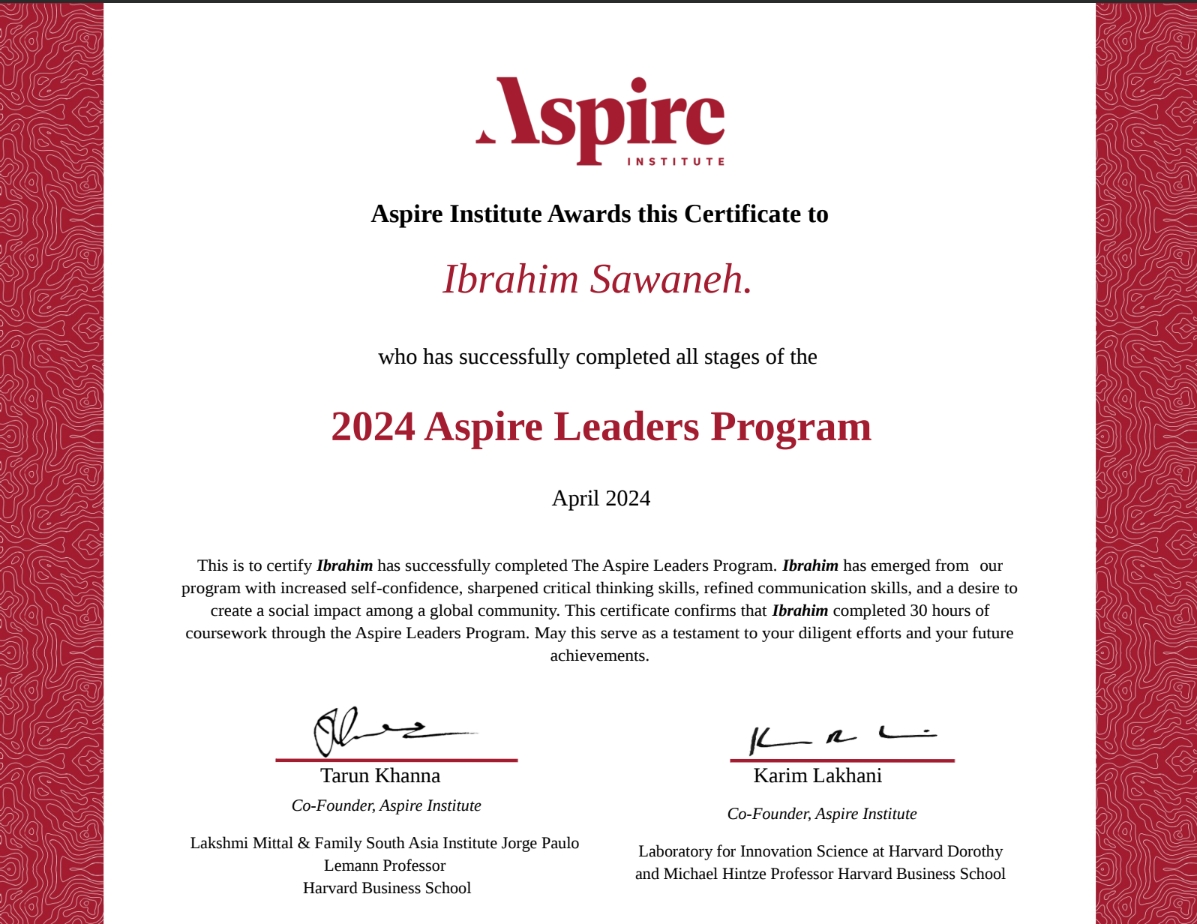 Aspire
INSTITUTE
Aspire Institute Awards this Certificate to
Ibrahim Sawaneh.
who has successfully completed all stages of the
2024 Aspire Leaders Program
April 2024
This is to certify Ibrahim has successfully completed The Aspire Leaders Program. Ibrahim has emerged from our
program with increased self-confidence, sharpened critical thinking skills, refined communication skills, and a desire to
create a social impact among a global community. This certificate confirms that Ibrahim completed 30 hours of
coursework through the Aspire Leaders Program. May this serve as a testament to your diligent efforts and your future
achievements.
Tarun Khanna
Co-Founder, Aspire Institute
Lakshmi Mittal & Family South Asia Institute Jorge Paulo
Lemann Professor
Harvard Business School
Karim Lakhani
Co-Founder, Aspire Institute
Laboratory for Innovation Science at Harvard Dorothy
and Michael Hintze Professor Harvard Business School